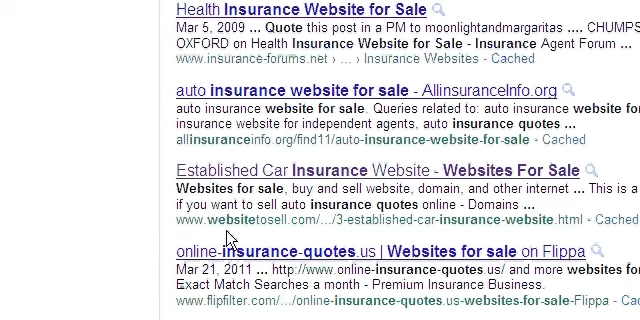 Health Insurance Website for Sale
Mar 5, 2009 ... Quote this post in a PM to moonlightandmargaritas .... CHUMPS
OXFORD on Health Insurance Website for Sale - Insurance Agent Forum ...
www.insurance-forums.net › ... › Insurance Websites - Cached
auto insurance website for sale - AllinsuranceInfo.org
auto insurance website for sale. Queries related to: auto insurance website for
insurance website for independent agents, auto insurance quotes ...
allinsuranceinfo.org/find11/auto-insurance-website-for-sale - Cached
Established Car Insurance Website - Websites For Sale
Websites for sale, buy and sell website, domain, and other internet ... This is a
if you want to sell auto insurance quotes online - Domains ...
www.websitetosell.com/.../3-established-car-insurance-website.html - Cached
online-insurance-quotes.us | Websites for sale on Flippa
Mar 21, 2011 ... http://www.online-insurance-quotes.us/ and more websites fo
Exact Match Searches a month - Premium Insurance Business.
www.flipfilter.com/.../online-insurance-quotes.us-websites-for-sale-Flippa - Ca